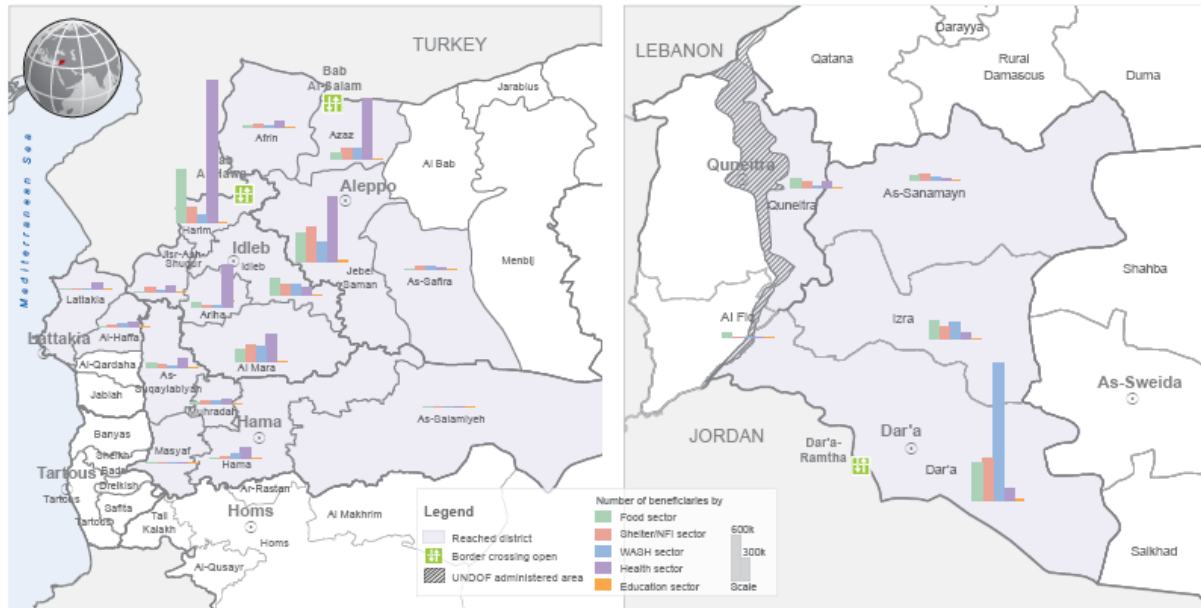 TURKEY
Bab
Al-Salam
Jarablus
Afrin
Azaz
Al Bab
Bab
Al-Hawa
Aleppo
Harim
Idleb
Jisr-Ash-
Shugur
Idleb
Jebel
Saman
As-Safira
Menbij
Mediterranean Sea
Lattakia
Ariha
Al-Haffa
Lattakia
Al-Qardaha
Al Mara
As-
Suqaylabiyah
Jablah
Muhradah
As-Salamiyeh
Banyas
Hama
Sheikh
Badr
Masyaf
Hama
Tartous
Dreikish
Tartous
Safita
Ar-Rastan
Tartous
Tall
Kalakh
Homs
Homs
Al Makhrim
Al-Qusayr
Legend
Reached district
Border crossing open
UNDOF administered area
Number of beneficiaries by
Food sector
Shelter/NFI sector
WASH sector
Health sector
Education sector
600k
300k
Scale
LEBANON
Darayya
Qatana
Rural
Damascus
Duma
Quneitra
Quneitra
As-Sanamayn
Shahba
Al Fiq
Izra
As-Sweida
JORDAN
Dar'a-
Ramtha
Dar'a
Dar'a
Salkhad